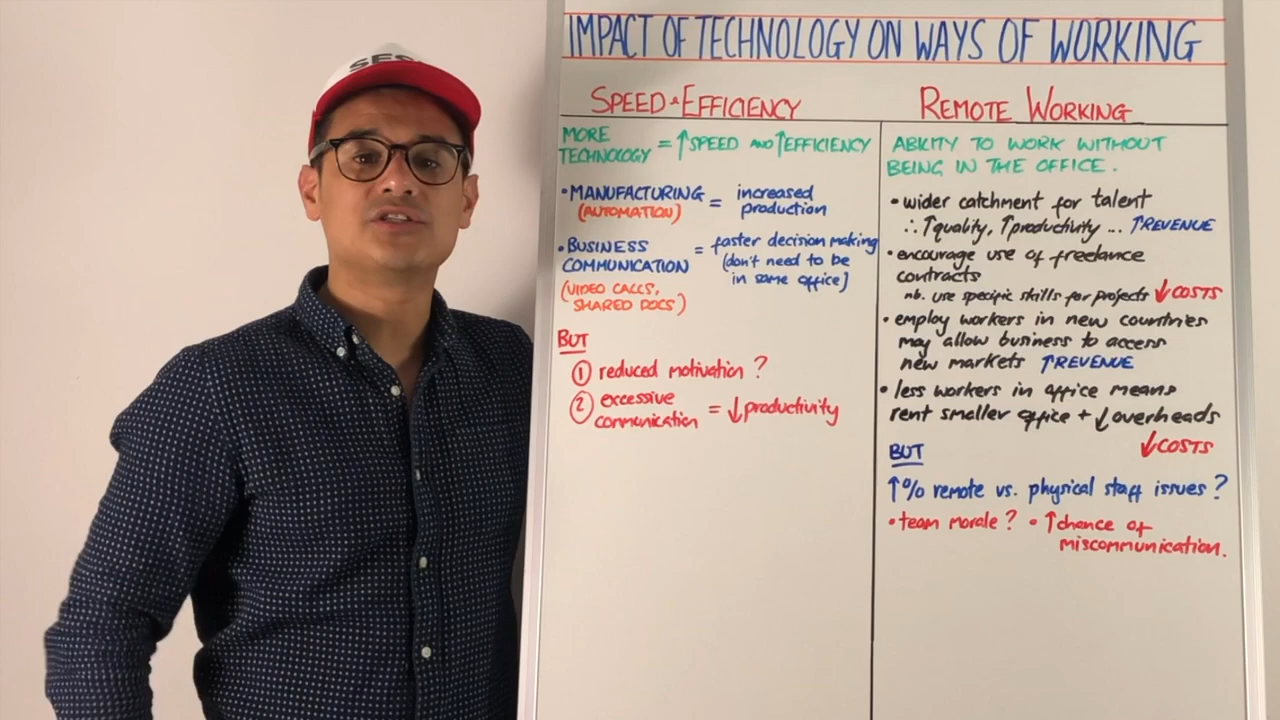 SES
IMPACT OF TECHNOLOGY ON WAYS OF WORKING
SPEED & EFFICIENCY
MORE
TECHNOLOGY = ↑SPEED AND ↑EFFICIENCY
• MANUFACTURING = increased
(AUTOMATION) production
• BUSINESS = faster decision making
COMMUNICATION (don't need to be
in same office)
(VIDEO CALLS,
SHARED DOCS)
BUT
① reduced motivation ?
② excessive
communication = ↓productivity
REMOTE WORKING
ABILITY TO WORK WITHOUT
BEING IN THE OFFICE.
• wider catchment for talent
∴ ↑quality, ↑productivity ... ↑REVENUE
• encourage use of freelance
contracts
nb. use specific skills for projects ↓COSTS
• employ workers in new countries
may allow business to access
new markets ↑REVENUE
• less workers in office means
rent smaller office + ↓overheads
↓COSTS
BUT
↑% remote vs. physical staff issues ?
• team morale ? • ↑chance of
miscommunication.